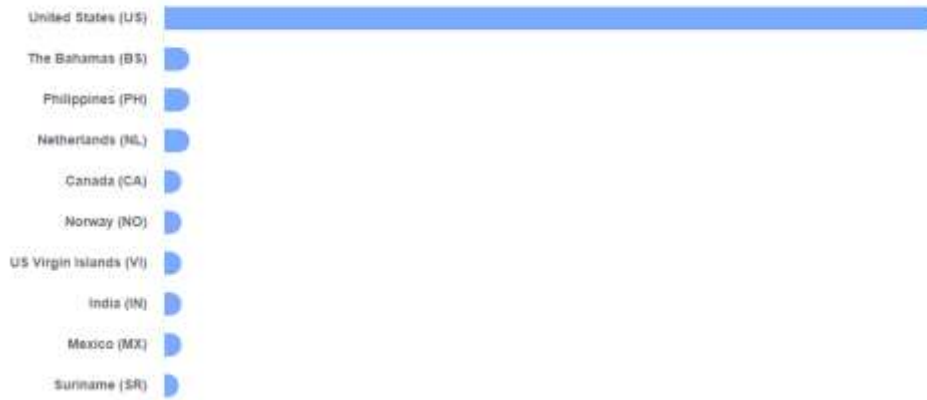 United States (US)
The Bahamas (BS)
Philippines (PH)
Netherlands (NL)
Canada (CA)
Norway (NO)
US Virgin Islands (VI)
India (IN)
Mexico (MX)
Suriname (SR)